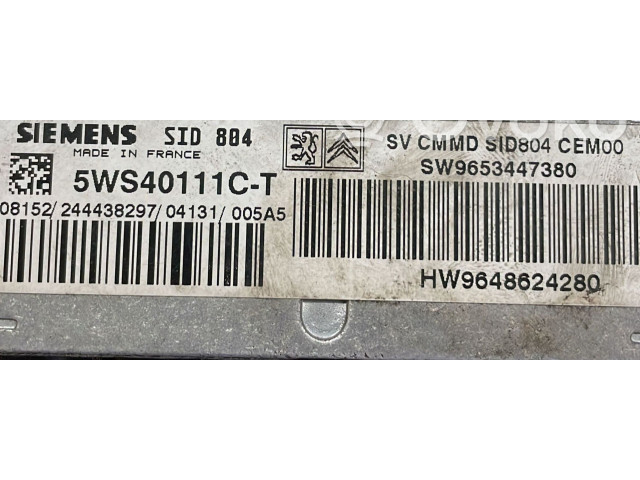 SIEMENS SID 804
MADE IN FRANCE
5WS40111C-T
08152/244438297/04131/005A5
SV CMMD SID804 CEM00
SW9653447380
HW9648624280